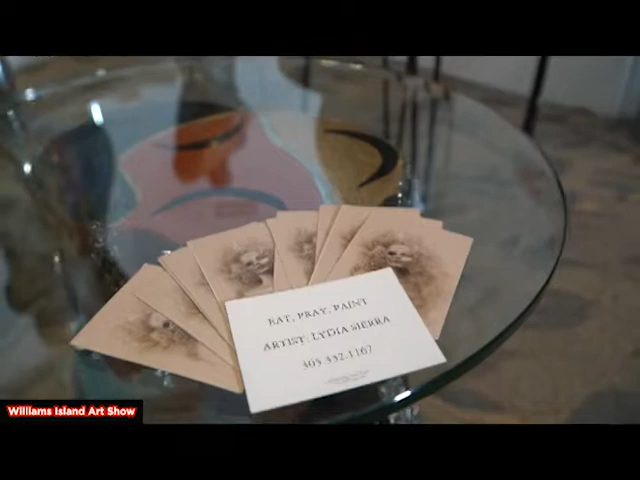 EAT, PRAY, PAINT
ARTIST: LYDIA SIERRA
305.332.1167
Williams Island Art Show